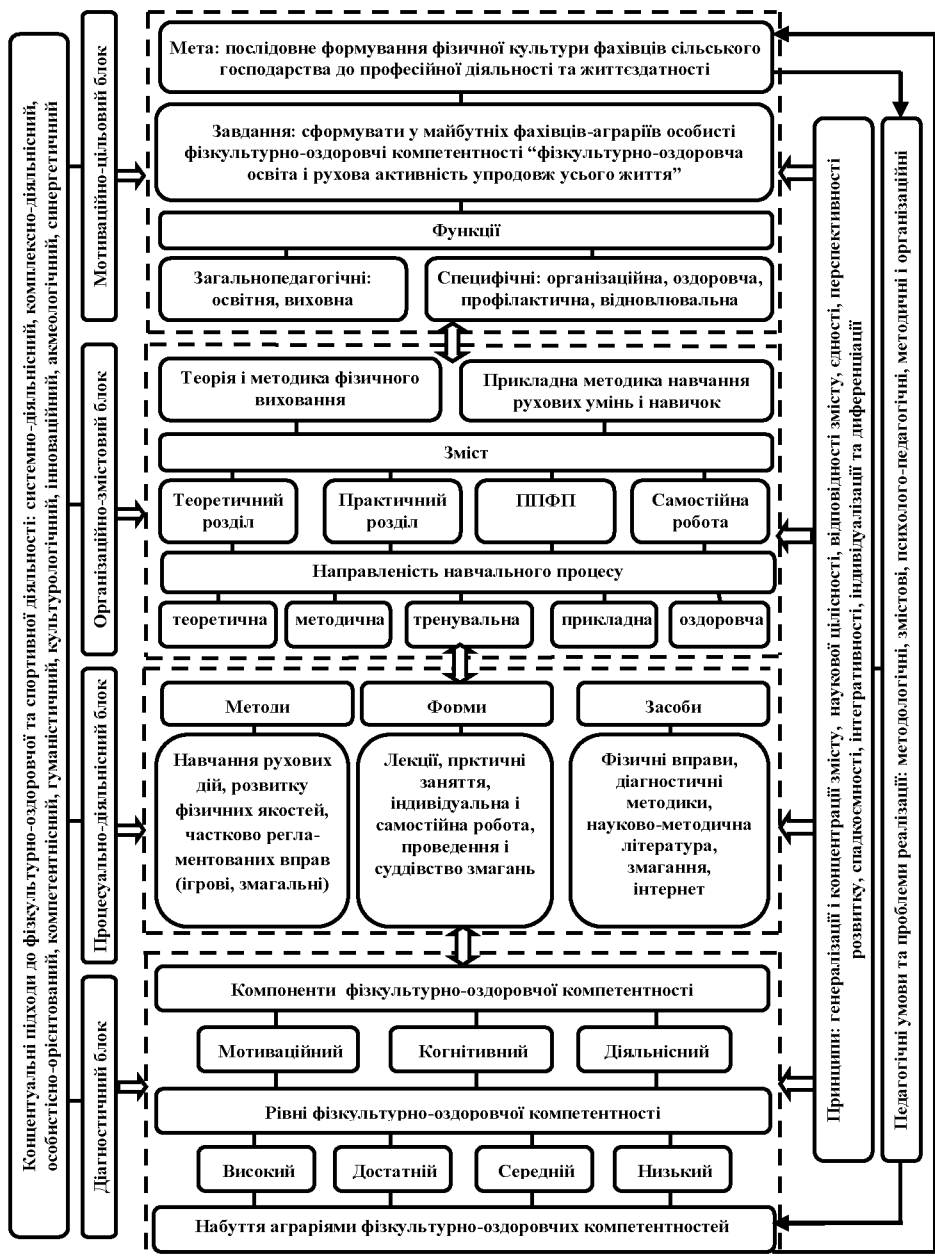 Концентуальні підходи до фізкультурно-оздоровчої та спортивної діяльності: системно-діяльнісний, комплексно-діяльнісний,
особистісно-орієнтований, компетентнісний, гуманістичний, культурологічний, інноваційний, акмеологічний, синергетичний
Мотиваційно-цільовий блок
Мета: послідовне формування фізичної культури фахівців сільського
господарства до професійної діяльності та життєздатності
Завдання: сформувати у майбутніх фахівців-аграріїв особисті
фізкультурно-оздоровчі компетентності “фізкультурно-оздоровча
освіта і рухова активність упродовж усього життя”
Функції
Загальнопедагогічні:
освітня, виховна
Специфічні: організаційна, оздоровча,
профілактична, відновлювальна
Організаційно-змістовий блок
Теорія і методика фізичного
виховання
Прикладна методика навчання
рухових умінь і навичок
Зміст
Теоретичний
розділ
Практичний
розділ
ППФП
Самостійна
робота
Направленість навчального процесу
теоретична
методична
тренувальна
прикладна
оздоровча
Процесуально-діяльнісний блок
Методи
Форми
Засоби
Навчання рухових
дій, розвитку
фізичних якостей,
частково регла-
ментованих вправ
(ігрові, змагальні)
Лекції, прктичні
заняття,
індивідуальна і
самостійна робота,
проведення і
суддівство змагань
Фізичні вправи,
діагностичні
методики,
науково-методична
література,
змагання,
інтернет
Діагностичний блок
Компоненти фізкультурно-оздоровчої компетентності
Мотиваційний
Когнітивний
Діяльнісний
Рівні фізкультурно-оздоровчої компетентності
Високий
Достатній
Середній
Низький
Набуття аграріями фізкультурно-оздоровчих компетентностей
Принципи: генералізації і концентрації змісту, наукової цілісності, відповідності змісту, єдності, перспективності
розвитку, спадкоємності, інтегративності, індивідуалізації та диференціації
Педагогічні умови та проблеми реалізації: методологічні, змістові, психолого-педагогічні, методичні і організаційні